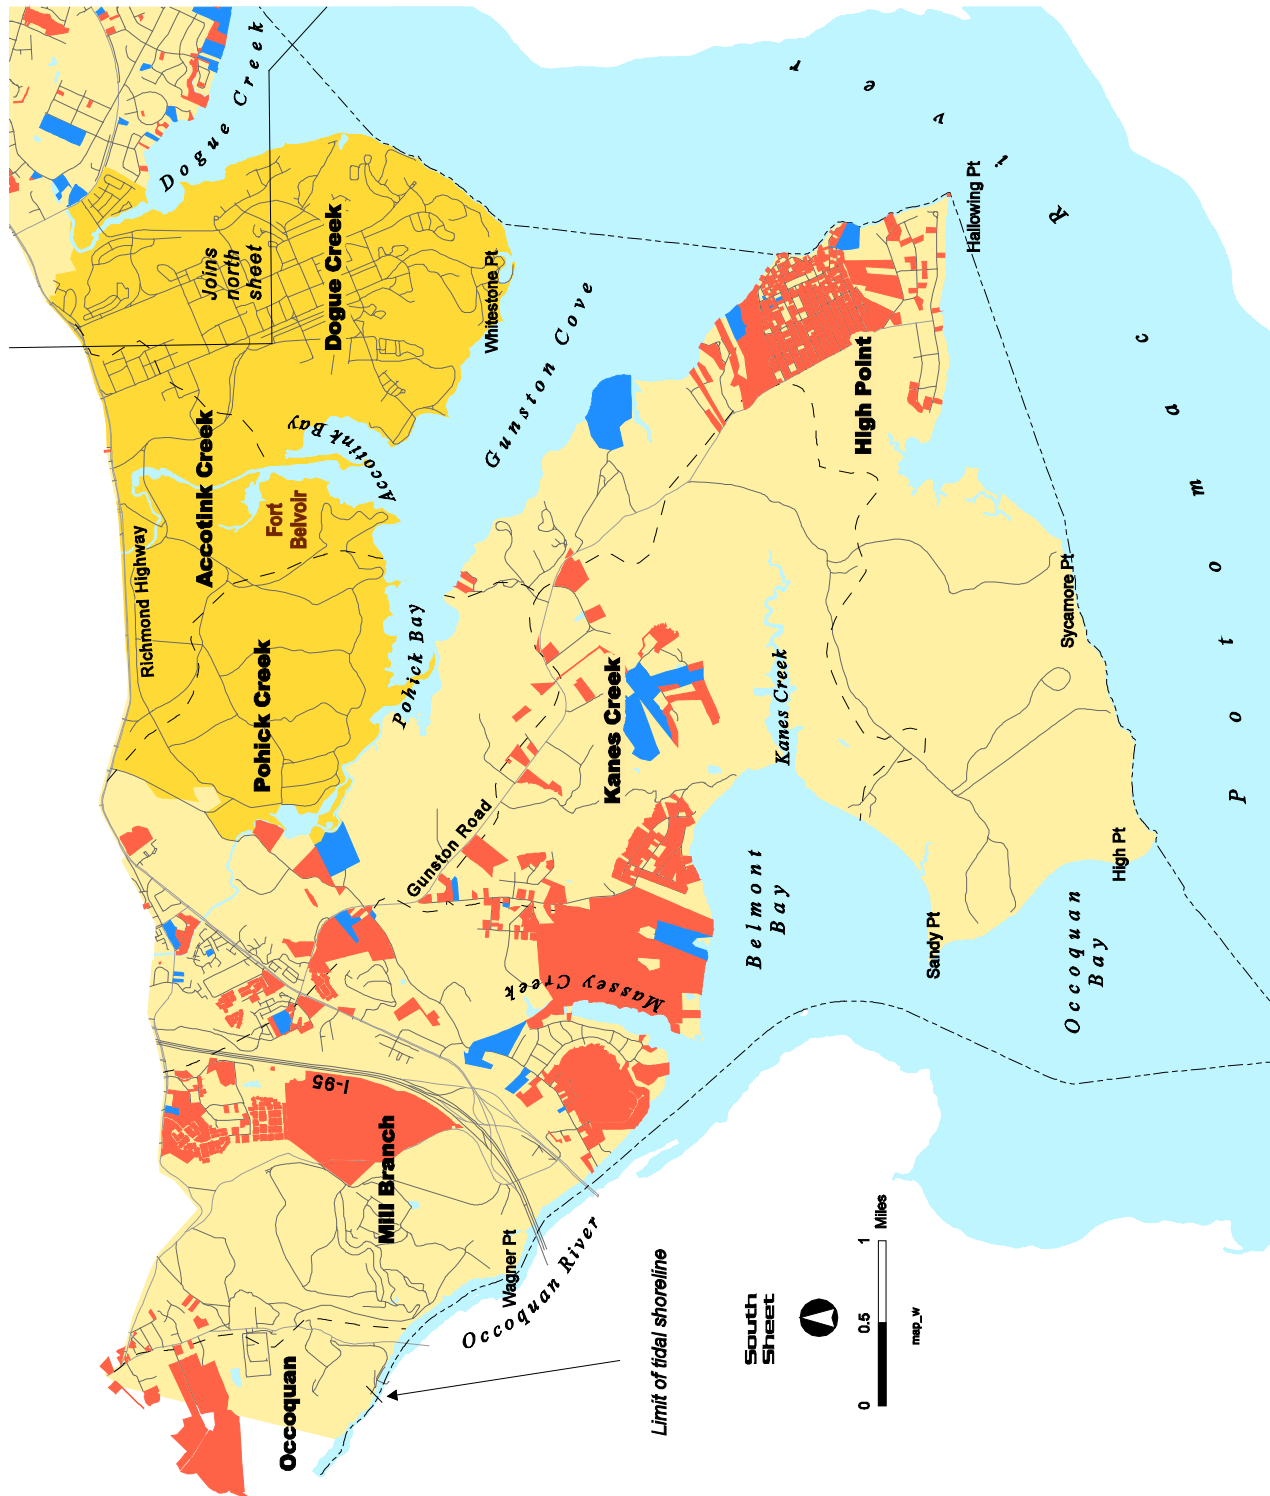 Dogue Creek
Joins
north
sheet
Dogue Creek
Whitestone Pt
Gunston Cove
Accotink Bay
Accotink Creek
Fort
Belvoir
Richmond Highway
Pohick Creek
Pohick Bay
Potomac River
Hallowing Pt
High Point
Sycamore Pt
Kanes Creek
Kanes Creek
Gunston Road
Belmont
Bay
Sandy Pt
High Pt
Occoquan
Bay
Massey Creek
I-95
Mill Branch
Wagner Pt
Occoquan River
Occoquan
Limit of tidal shoreline
South
Sheet
0 0.5 1 Miles
map_w